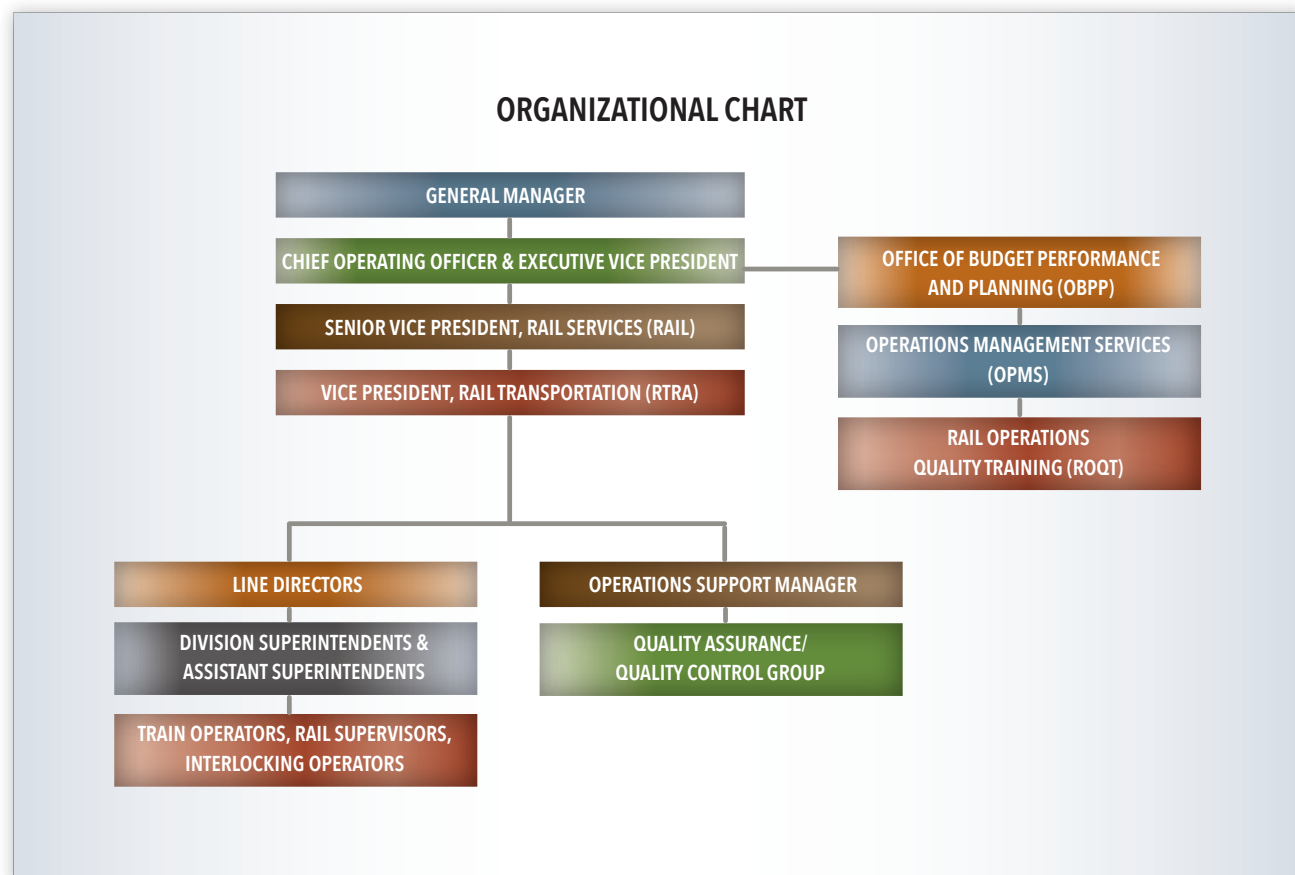 ORGANIZATIONAL CHART
GENERAL MANAGER
CHIEF OPERATING OFFICER & EXECUTIVE VICE PRESIDENT
SENIOR VICE PRESIDENT, RAIL SERVICES (RAIL)
VICE PRESIDENT, RAIL TRANSPORTATION (RTRA)
OFFICE OF BUDGET PERFORMANCE
AND PLANNING (OBPP)
OPERATIONS MANAGEMENT SERVICES
(OPMS)
RAIL OPERATIONS
QUALITY TRAINING (ROQT)
LINE DIRECTORS
DIVISION SUPERINTENDENTS &
ASSISTANT SUPERINTENDENTS
TRAIN OPERATORS, RAIL SUPERVISORS,
INTERLOCKING OPERATORS
OPERATIONS SUPPORT MANAGER
QUALITY ASSURANCE/
QUALITY CONTROL GROUP